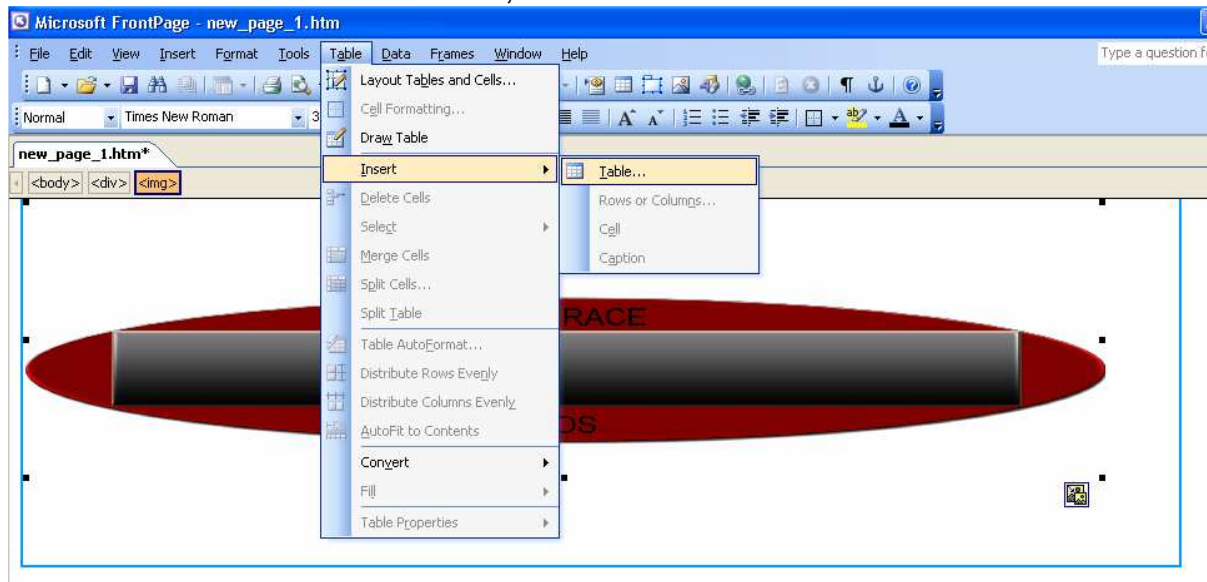 Microsoft FrontPage - new_page_1.htm
File Edit View Insert Format Tools Table Data Frames Window Help
Type a question f
Normal Times New Roman 3
new_page_1.htm*
<body> <div> <img>
Layout Tables and Cells...
Cell Formatting...
Draw Table
Insert
Table...
Delete Cells
Rows or Columns...
Select
Cell
Merge Cells
Caption
Split Cells...
Split Table
RACE
Table AutoFormat...
Distribute Rows Evenly
Distribute Columns Evenly
AutoFit to Contents
OS
Convert
Fill
Table Properties